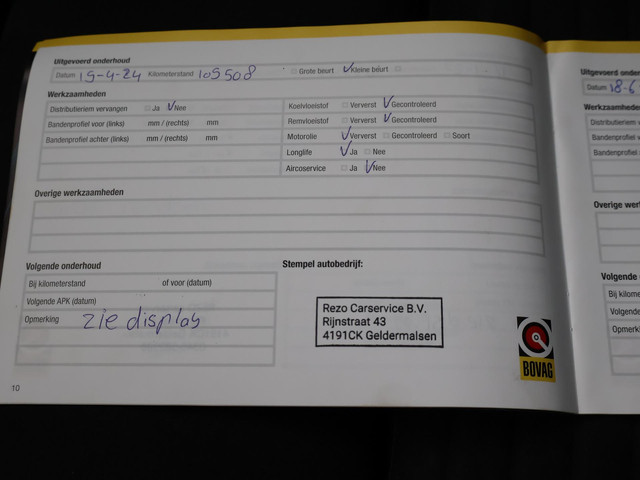 Uitgevoerd onderhoud
Datum 19-4-24 Kilometerstand 105508 Grote beurt Kleine beurt
Werkzaamheden
Distributieriem vervangen Ja Nee
Bandenprofiel voor (links) mm / (rechts) mm
Bandenprofiel achter (links) mm / (rechts) mm
Koelvloeistof Ververst Gecontroleerd
Remvloeistof Ververst Gecontroleerd
Motorolie Ververst Gecontroleerd Soort
Longlife Ja Nee
Aircoservice Ja Nee
Overige werkzaamheden
Volgende onderhoud
Bij kilometerstand of voor (datum)
Volgende APK (datum)
Opmerking zie display
Stempel autobedrijf:
Rezo Carservice B.V.
Rijnstraat 43
4191CK Geldermalsen
BOVAG
10
Uitgevoerd onder
Datum 18-6
Werkzaamheden
Distributieriem v
Bandenprofiel v
Bandenprofiel a
Overige wer
Volgende o
Bij kilome
Volgende
Opmerki